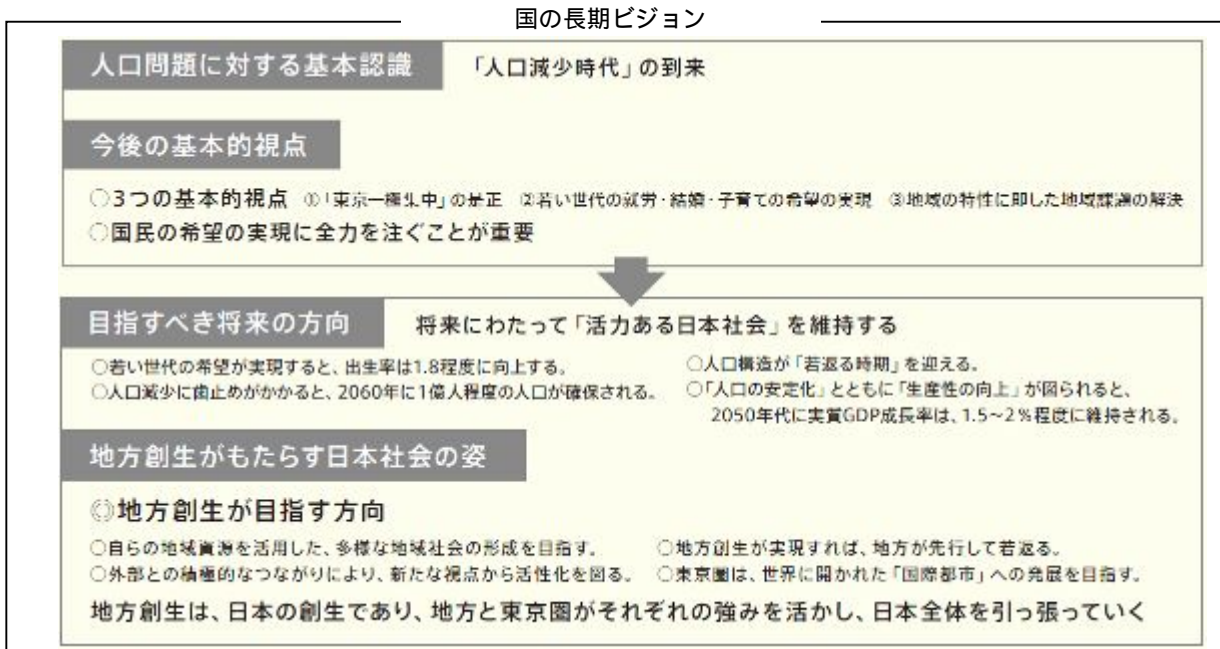 国の長期ビジョン
人口問題に対する基本認識 「人口減少時代」の到来
今後の基本的視点
○3つの基本的視点 ①「東京一極集中」の是正 ②若い世代の就労・結婚・子育ての希望の実現 ③地域の特性に即した地域課題の解決
○国民の希望の実現に全力を注ぐことが重要
目指すべき将来の方向 将来にわたって「活力ある日本社会」を維持する
○若い世代の希望が実現すると、出生率は1.8程度に向上する。
○人口減少に歯止めがかかると、2060年に1億人程度の人口が確保される。
○人口構造が「若返る時期」を迎える。
○「人口の安定化」とともに「生産性の向上」が図られると、
2050年代に実質GDP成長率は、1.5~2%程度に維持される。
地方創生がもたらす日本社会の姿
◎地方創生が目指す方向
○自らの地域資源を活用した、多様な地域社会の形成を目指す。
○外部との積極的なつながりにより、新たな視点から活性化を図る。
○地方創生が実現すれば、地方が先行して若返る。
○東京圏は、世界に開かれた「国際都市」への発展を目指す。
地方創生は、日本の創生であり、地方と東京圏がそれぞれの強みを活かし、日本全体を引っ張っていく